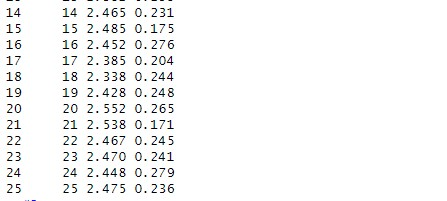 14 14 2.465 0.231
15 15 2.485 0.175
16 16 2.452 0.276
17 17 2.385 0.204
18 18 2.338 0.244
19 19 2.428 0.248
20 20 2.552 0.265
21 21 2.538 0.171
22 22 2.467 0.245
23 23 2.470 0.241
24 24 2.448 0.279
25 25 2.475 0.236